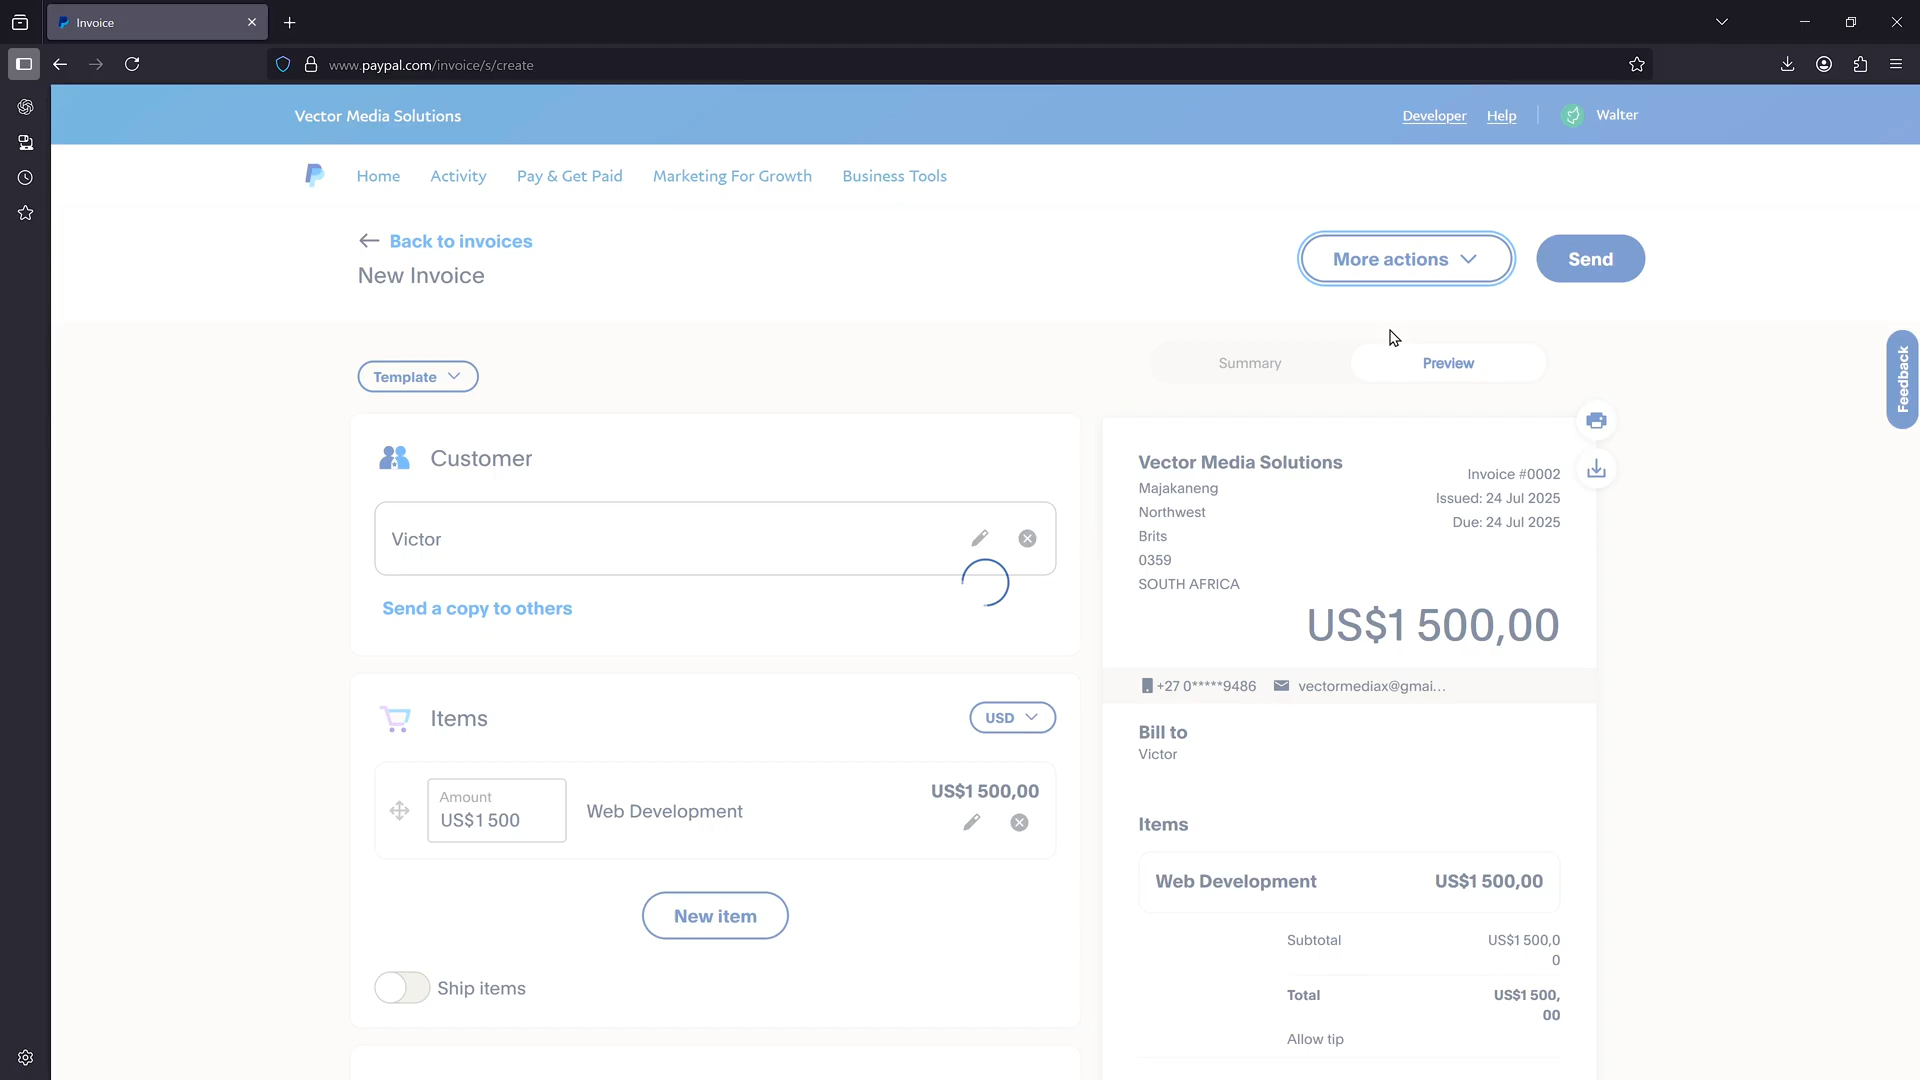 Invoice
www.paypal.com/invoice/s/create
Vector Media Solutions
Developer
Help
Walter
Home
Activity
Pay & Get Paid
Marketing For Growth
Business Tools
Back to invoices
New Invoice
More actions
Send
Template
Summary
Preview
Feedback
Customer
Victor
Send a copy to others
Items
USD
Amount
US$1 500
Web Development
US$1 500,00
New item
Ship items
Vector Media Solutions
Majakaneng
Northwest
Brits
0359
SOUTH AFRICA
Invoice #0002
Issued: 24 Jul 2025
Due: 24 Jul 2025
US$1 500,00
+27 0*****9486
vectormediax@gmai...
Bill to
Victor
Items
Web Development
US$1 500,00
Subtotal
US$1 500,0
0
Total
US$1 500,
00
Allow tip